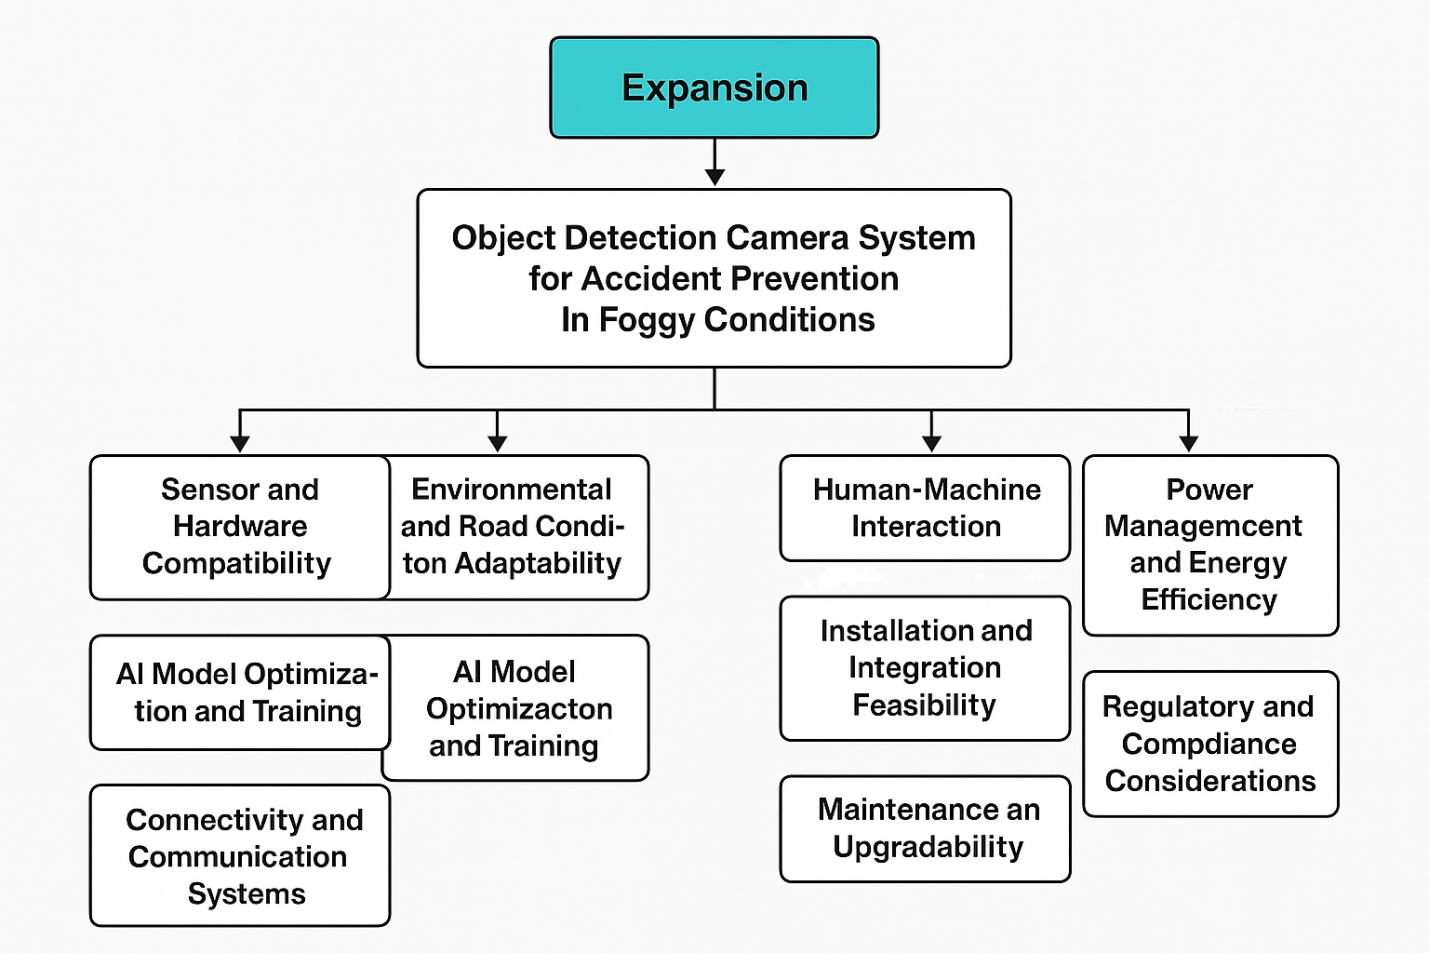 Expansion
Object Detection Camera System
for Accident Prevention
In Foggy Conditions
Sensor and
Hardware
Compatibility
Environmental
and Road Condi-
ton Adaptability
Human-Machine
Interaction
Power
Managemcent
and Energy
Efficiency
AI Model Optimiza-
tion and Training
AI Model
Optimizacton
and Training
Installation and
Integration
Feasibility
Regulatory and
Compdiance
Considerations
Connectivity and
Communication
Systems
Maintenance an
Upgradability